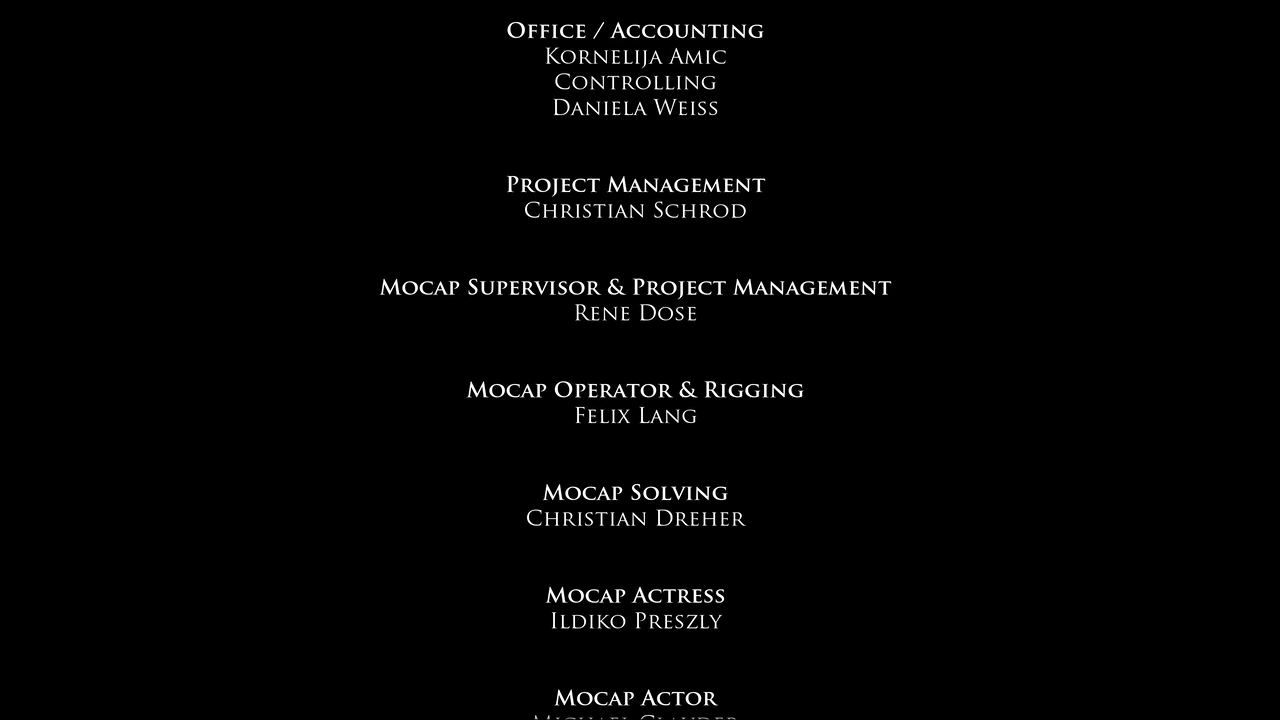 Office / Accounting
Kornelija Amic
Controlling
Daniela Weiss
Project Management
Christian Schrod
Mocap Supervisor & Project Management
Rene Dose
Mocap Operator & Rigging
Felix Lang
Mocap Solving
Christian Dreher
Mocap Actress
Ildiko Preszly
Mocap Actor
Michael